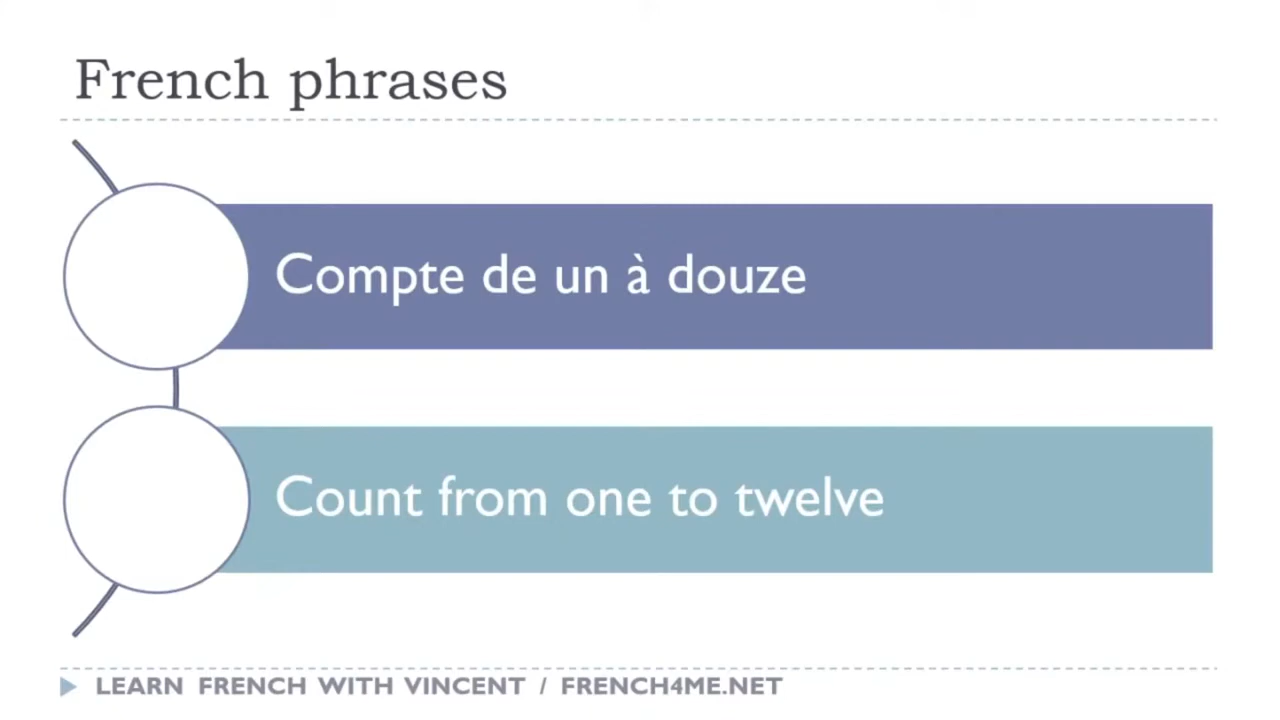 French phrases
Compte de un à douze
Count from one to twelve
LEARN FRENCH WITH VINCENT / FRENCH4ME.NET